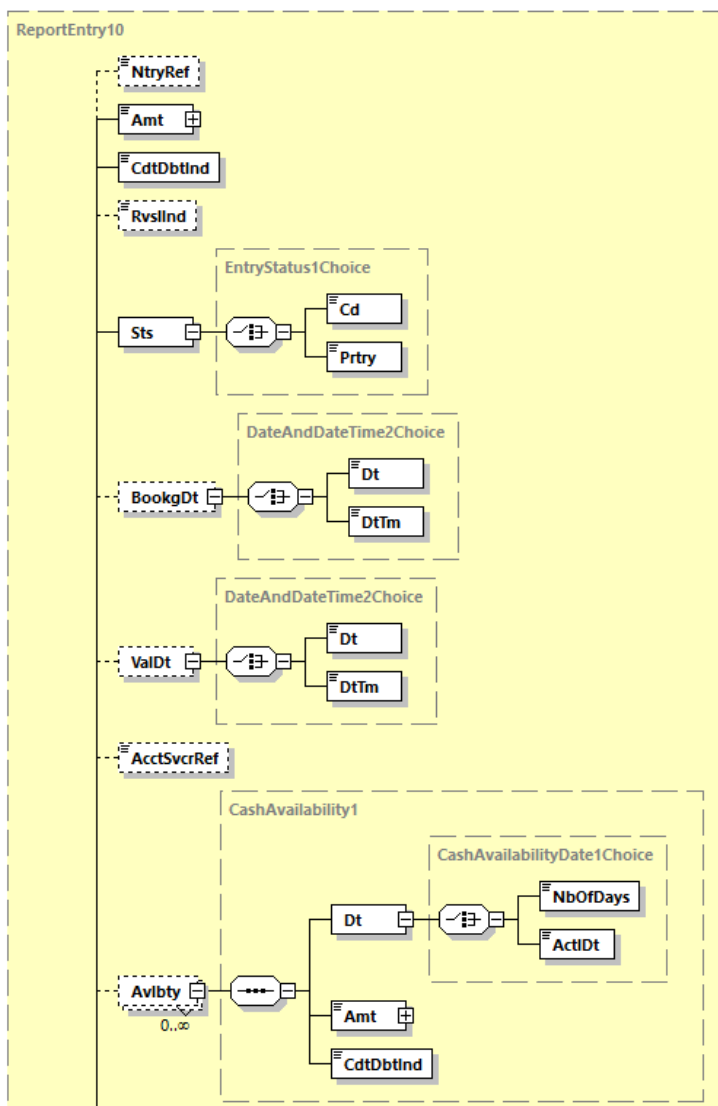 ReportEntry10
NtryRef
Amt
CdtDbtInd
RvslInd
EntryStatus1Choice
Cd
Sts
Prtry
DateAndDateTime2Choice
Dt
BookgDt
DtTm
DateAndDateTime2Choice
Dt
ValDt
DtTm
AcctSvcrRef
CashAvailability1
CashAvailabilityDate1Choice
NbOfDays
Dt
ActlDt
Avlbty
0..∞
Amt
CdtDbtInd